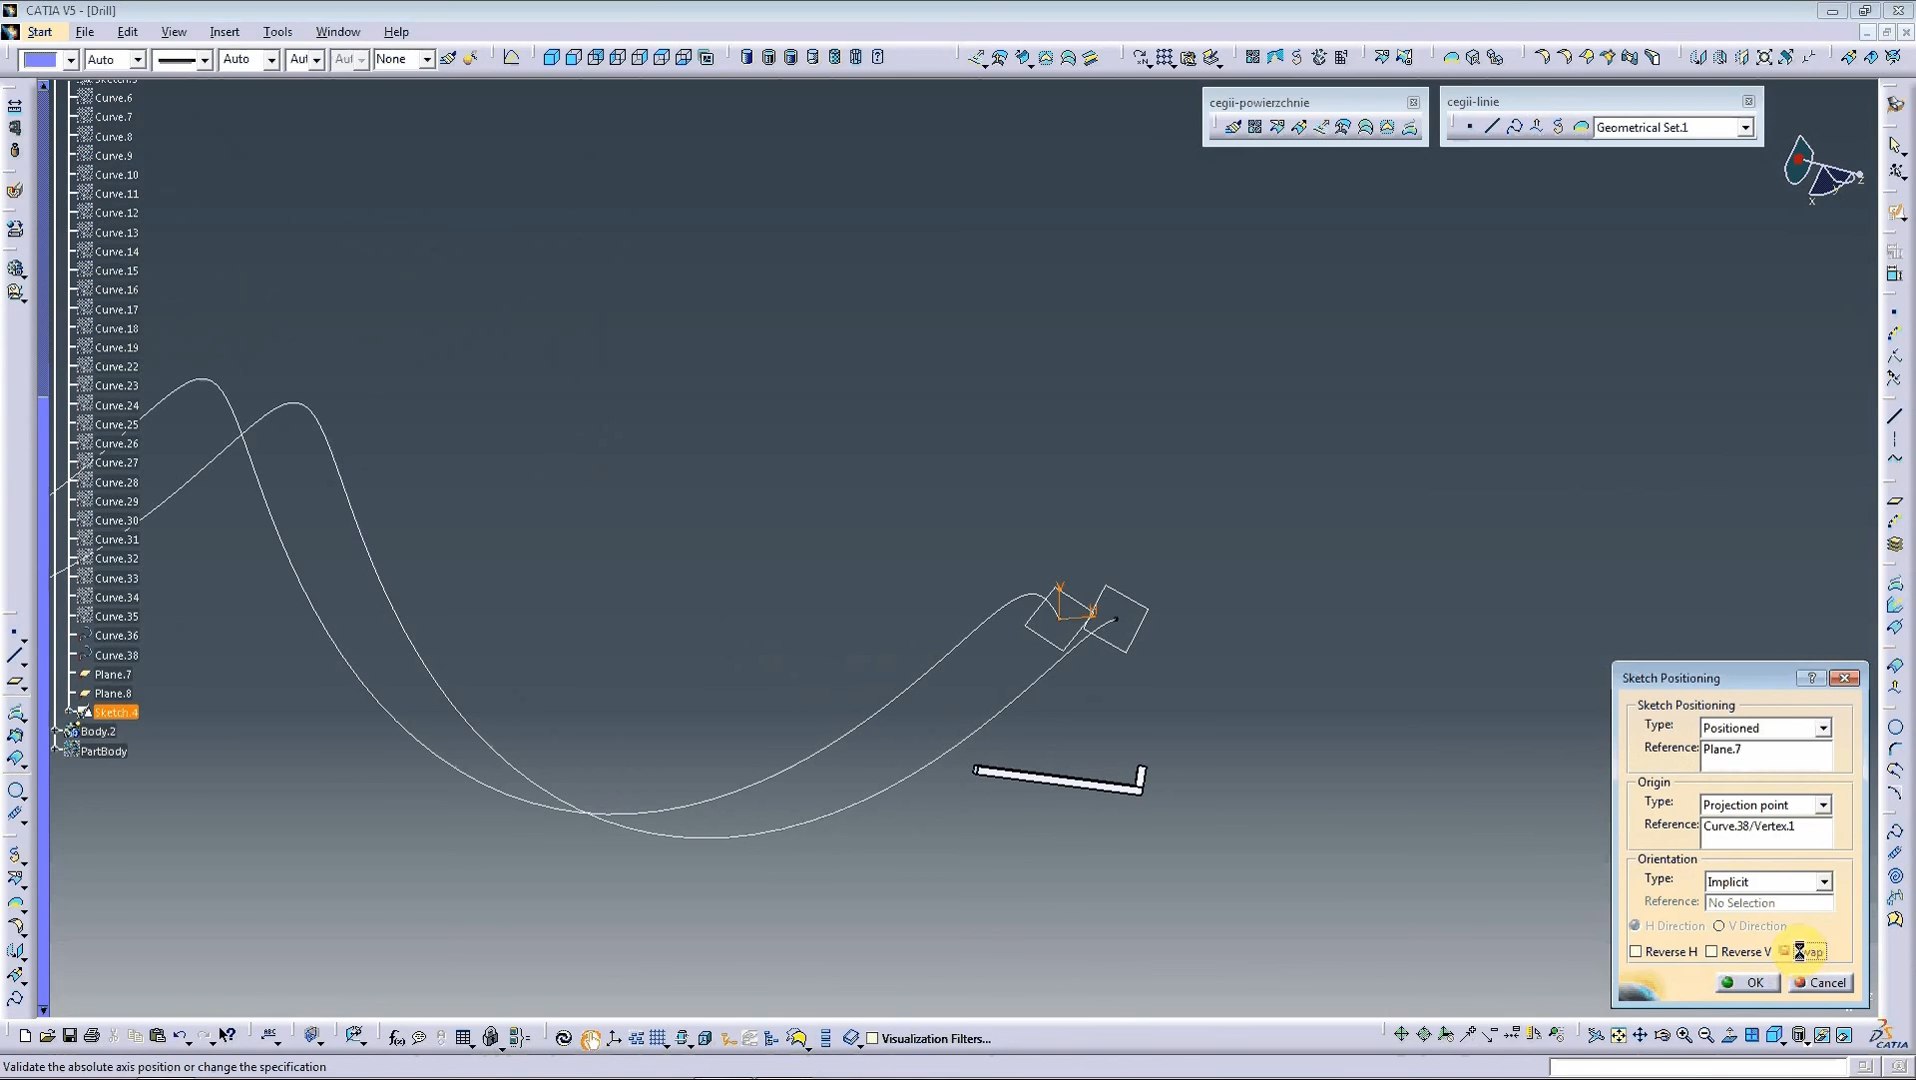 CATIA V5 - [Drill]
Start File Edit View Insert Tools Window Help
Auto Auto Aut Aut None
cegii-powierzchnie
cegii-linie
Geometrical Set.1
Curve.6
Curve.7
Curve.8
Curve.9
Curve.10
Curve.11
Curve.12
Curve.13
Curve.14
Curve.15
Curve.16
Curve.17
Curve.18
Curve.19
Curve.22
Curve.23
Curve.24
Curve.25
Curve.26
Curve.27
Curve.28
Curve.29
Curve.30
Curve.31
Curve.32
Curve.33
Curve.34
Curve.35
Curve.36
Curve.38
Plane.7
Plane.8
Sketch.4
Body.2
PartBody
z
y
x
V
H
Sketch Positioning
Sketch Positioning
Type: Positioned
Reference: Plane.7
Origin
Type: Projection point
Reference: Curve.38/Vertex.1
Orientation
Type: Implicit
Reference: No Selection
H Direction V Direction
Reverse H Reverse V
OK Cancel
Visualization Filters...
CATIA
Validate the absolute axis position or change the specification